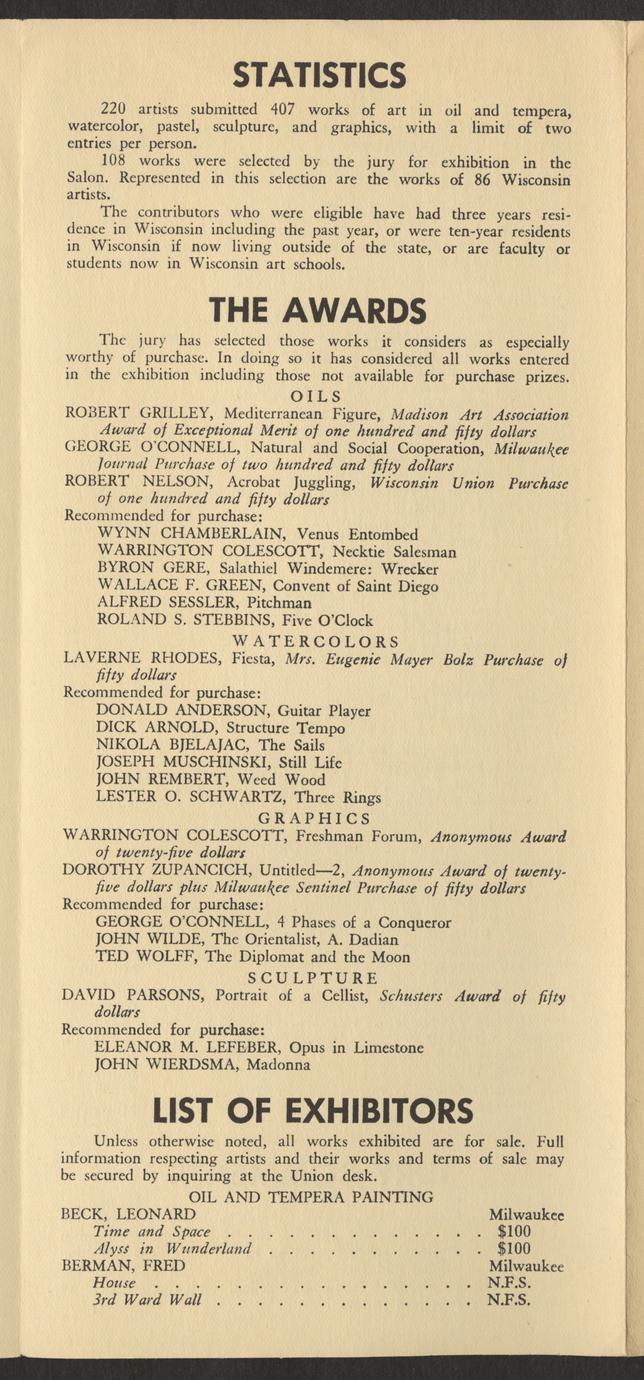 STATISTICS
220 artists submitted 407 works of art in oil and tempera,
watercolor, pastel, sculpture, and graphics, with a limit of two
entries per person.
108 works were selected by the jury for exhibition in the
Salon. Represented in this selection are the works of 86 Wisconsin
artists.
The contributors who were eligible have had three years resi-
dence in Wisconsin including the past year, or were ten-year residents
in Wisconsin if now living outside of the state, or are faculty or
students now in Wisconsin art schools.
THE AWARDS
The jury has selected those works it considers as especially
worthy of purchase. In doing so it has considered all works entered
in the exhibition including those not available for purchase prizes.
OILS
ROBERT GRILLEY, Mediterranean Figure, Madison Art Association
Award of Exceptional Merit of one hundred and fifty dollars
GEORGE O'CONNELL, Natural and Social Cooperation, Milwaukee
Journal Purchase of two hundred and fifty dollars
ROBERT NELSON, Acrobat Juggling, Wisconsin Union Purchase
of one hundred and fifty dollars
Recommended for purchase:
WYNN CHAMBERLAIN, Venus Entombed
WARRINGTON COLESCOTT, Necktie Salesman
BYRON GERE, Salathiel Windemere: Wrecker
WALLACE F. GREEN, Convent of Saint Diego
ALFRED SESSLER, Pitchman
ROLAND S. STEBBINS, Five O'Clock
WATERCOLORS
LAVERNE RHODES, Fiesta, Mrs. Eugenie Mayer Bolz Purchase of
fifty dollars
Recommended for purchase:
DONALD ANDERSON, Guitar Player
DICK ARNOLD, Structure Tempo
NIKOLA BJELAJAC, The Sails
JOSEPH MUSCHINSKI, Still Life
JOHN REMBERT, Weed Wood
LESTER O. SCHWARTZ, Three Rings
GRAPHICS
WARRINGTON COLESCOTT, Freshman Forum, Anonymous Award
of twenty-five dollars
DOROTHY ZUPANCICH, Untitled—2, Anonymous Award of twenty-
five dollars plus Milwaukee Sentinel Purchase of fifty dollars
Recommended for purchase:
GEORGE O'CONNELL, 4 Phases of a Conqueror
JOHN WILDE, The Orientalist, A. Dadian
TED WOLFF, The Diplomat and the Moon
SCULPTURE
DAVID PARSONS, Portrait of a Cellist, Schusters Award of fifty
dollars
Recommended for purchase:
ELEANOR M. LEFEBER, Opus in Limestone
JOHN WIERDSMA, Madonna
LIST OF EXHIBITORS
Unless otherwise noted, all works exhibited are for sale. Full
information respecting artists and their works and terms of sale may
be secured by inquiring at the Union desk.
OIL AND TEMPERA PAINTING
BECK, LEONARD Milwaukee
Time and Space . . . . . . . . . . . . . $100
Alyss in Wunderland . . . . . . . . . . . $100
BERMAN, FRED Milwaukee
House . . . . . . . . . . . . . . . . N.F.S.
3rd Ward Wall . . . . . . . . . . . . . N.F.S.